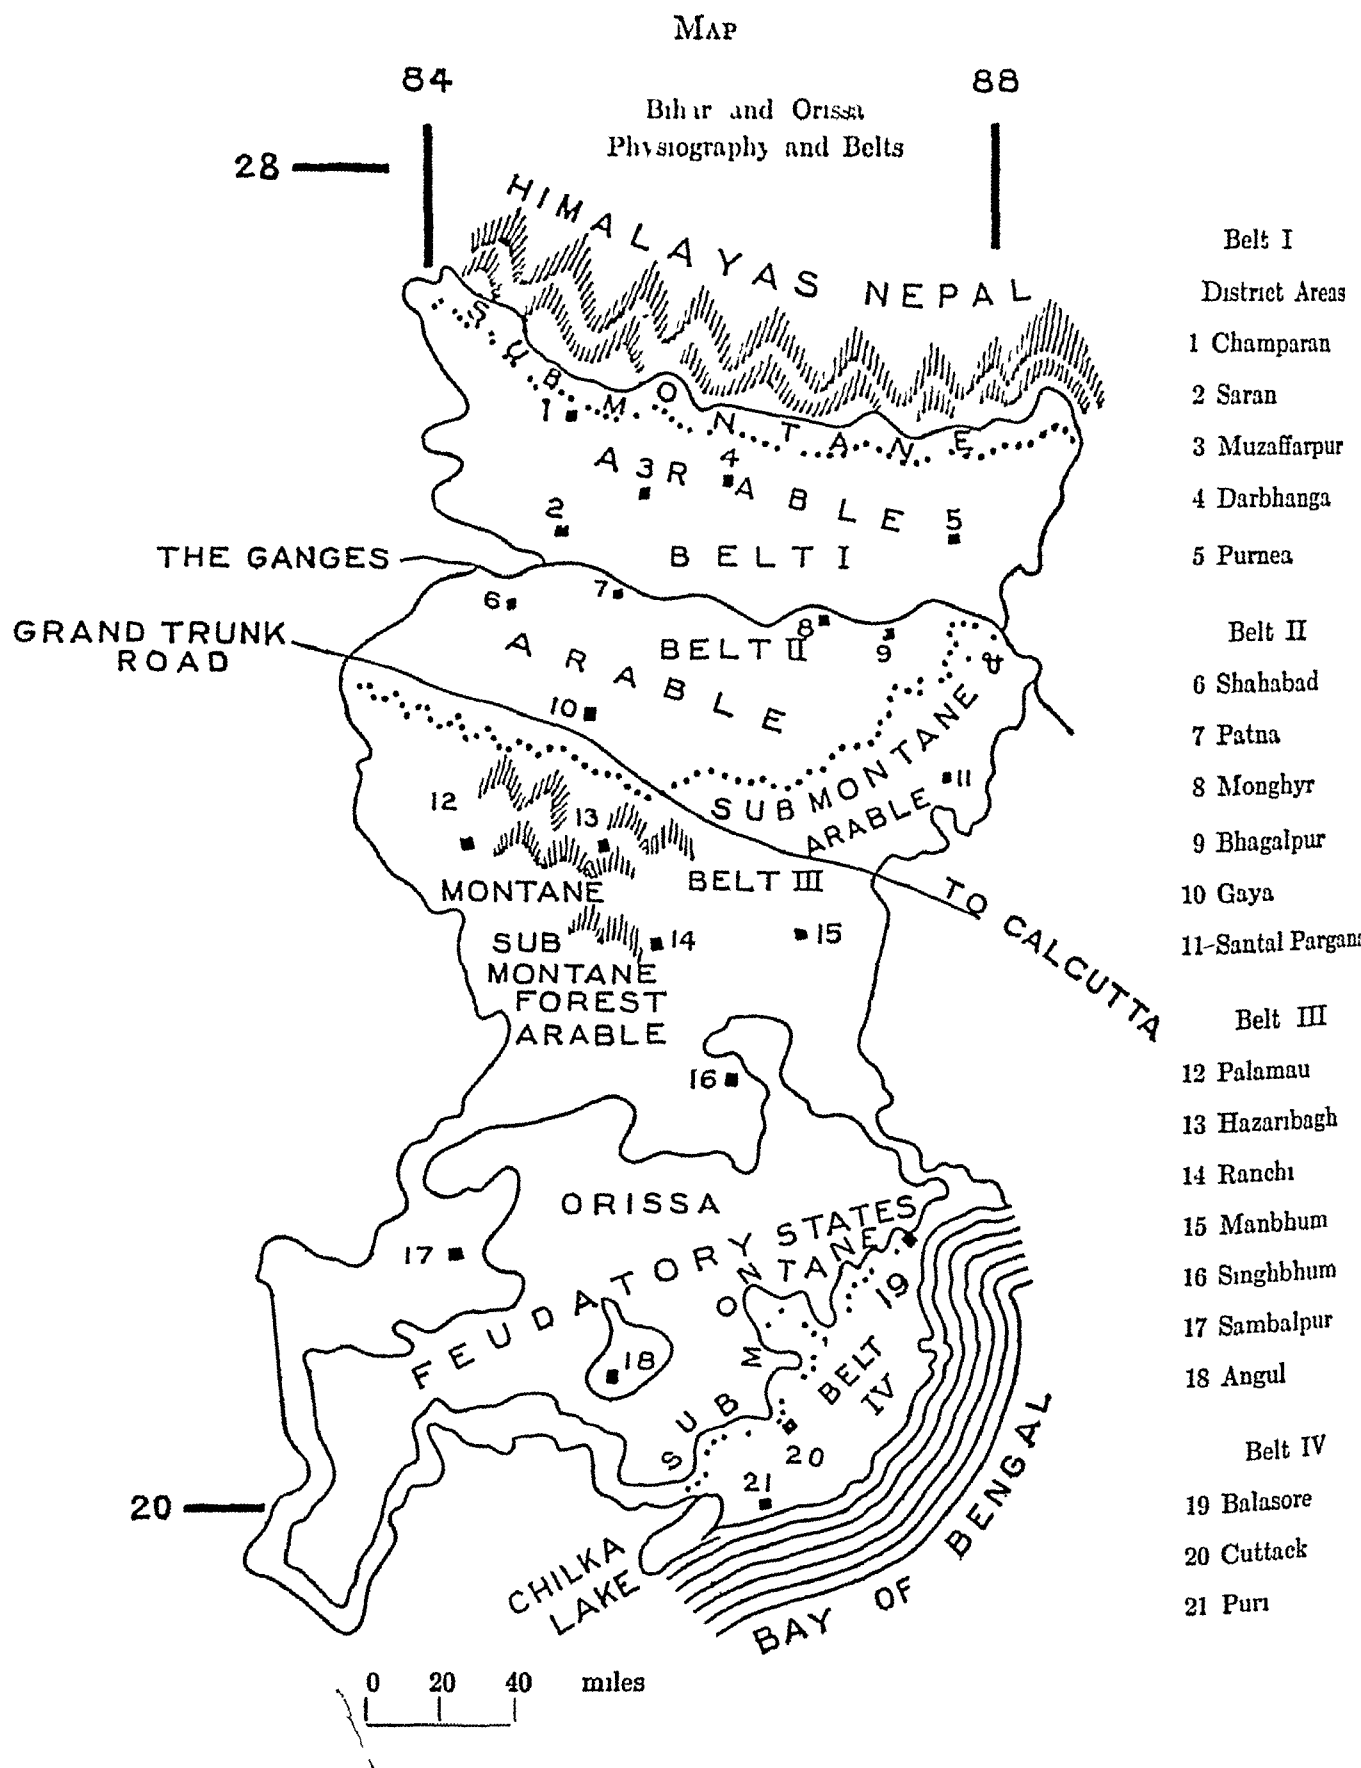 MAP
84
88
Bihar and Orissa
Physiography and Belts
28
HIMALAYAS NEPAL
SUB MONTANE
1
ARABLE
3
4
2
5
BELT I
THE GANGES
6
7
8
9
GRAND TRUNK
ROAD
BELT II
ARABLE
10
&
SUB MONTANE
ARABLE
11
12
13
MONTANE
BELT III
TO CALCUTTA
SUB
MONTANE
FOREST
ARABLE
14
15
16
ORISSA
FEUDATORY STATES
17
18
SUB MONTANE
19
BELT
IV
20
21
20
CHILKA
LAKE
BAY OF BENGAL
0 20 40 miles
Belt I
District Areas
1 Champaran
2 Saran
3 Muzaffarpur
4 Darbhanga
5 Purnea
Belt II
6 Shahabad
7 Patna
8 Monghyr
9 Bhagalpur
10 Gaya
11-Santal Pargans
Belt III
12 Palamau
13 Hazaribagh
14 Ranchi
15 Manbhum
16 Singhbhum
17 Sambalpur
18 Angul
Belt IV
19 Balasore
20 Cuttack
21 Puri